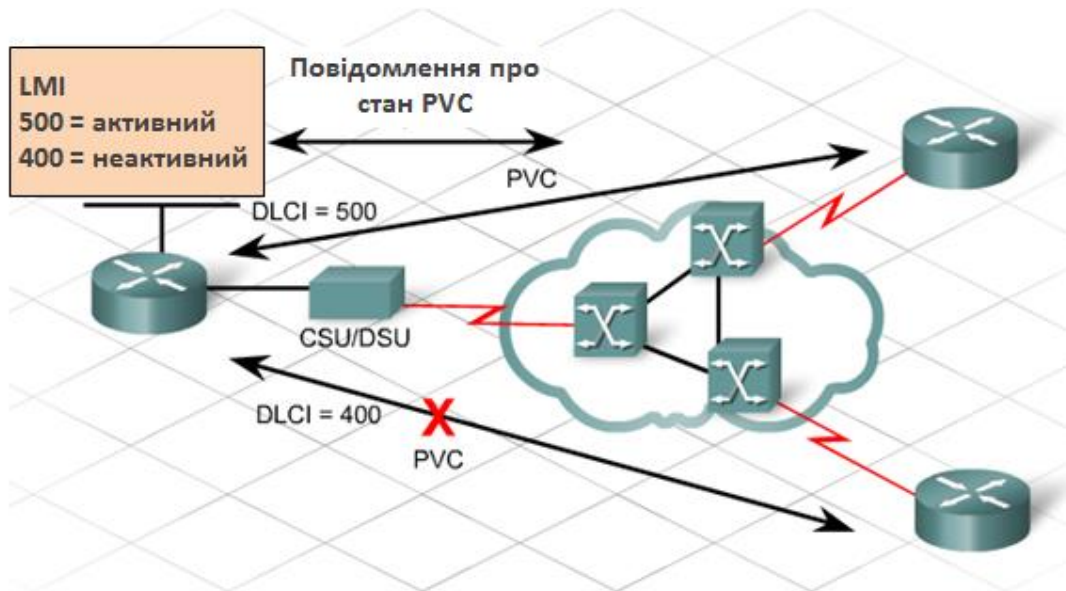 LMI
500 = активний
400 = неактивний
Повідомлення про
стан PVC
PVC
DLCI = 500
CSU/DSU
DLCI = 400
X
PVC